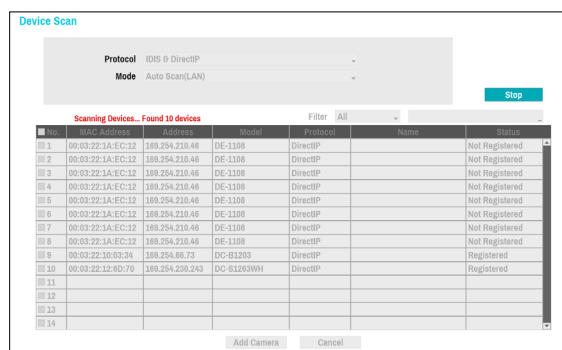 Device Scan
Protocol IDIS & DirectIP
Mode Auto Scan(LAN)
Stop
Scanning Devices... Found 10 devices Filter All
No. MAC Address Address Model Protocol Name Status
1 00:03:22:1A:EC:12 169.254.210.46 DE-1108 DirectIP Not Registered
2 00:03:22:1A:EC:12 169.254.210.46 DE-1108 DirectIP Not Registered
3 00:03:22:1A:EC:12 169.254.210.46 DE-1108 DirectIP Not Registered
4 00:03:22:1A:EC:12 169.254.210.46 DE-1108 DirectIP Not Registered
5 00:03:22:1A:EC:12 169.254.210.46 DE-1108 DirectIP Not Registered
6 00:03:22:1A:EC:12 169.254.210.46 DE-1108 DirectIP Not Registered
7 00:03:22:1A:EC:12 169.254.210.46 DE-1108 DirectIP Not Registered
8 00:03:22:1A:EC:12 169.254.210.46 DE-1108 DirectIP Not Registered
9 00:03:22:10:03:34 169.254.66.73 DC-B1203 DirectIP Registered
10 00:03:22:12:6D:70 169.254.230.243 DC-S1263WH DirectIP Registered
11
12
13
14
Add Camera Cancel